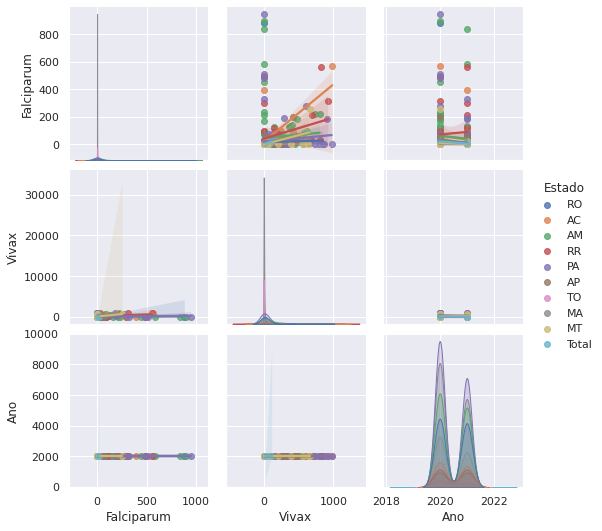 800
600
400
200
0
Falciparum
30000
20000
10000
0
Vivax
10000
8000
6000
4000
2000
0
Ano
0 500 1000
Falciparum
0 1000
Vivax
2018 2020 2022
Ano
Estado
RO
AC
AM
RR
PA
AP
TO
MA
MT
Total